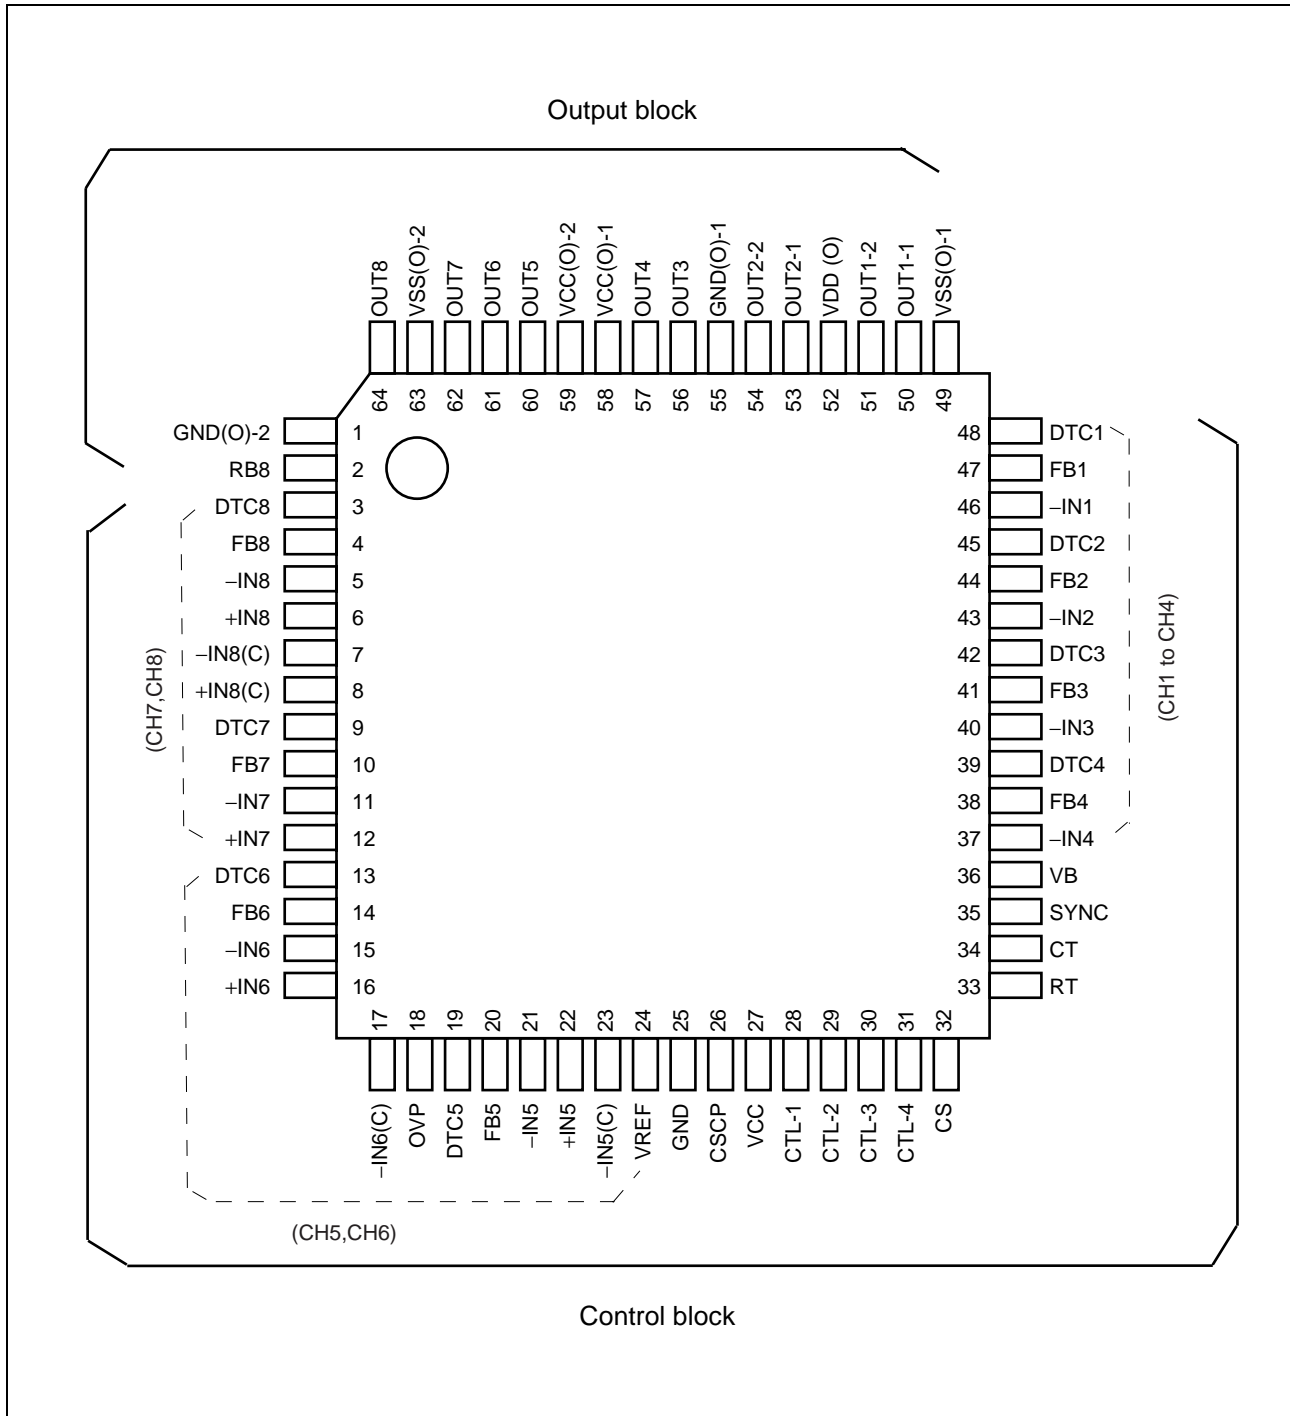 Output block
OUT8
VSS(O)-2
OUT7
OUT6
OUT5
VCC(O)-2
VCC(O)-1
OUT4
OUT3
GND(O)-1
OUT2-2
OUT2-1
VDD (O)
OUT1-2
OUT1-1
VSS(O)-1
64
63
62
61
60
59
58
57
56
55
54
53
52
51
50
49
GND(O)-2 1
RB8 2
DTC8 3
FB8 4
−IN8 5
+IN8 6
−IN8(C) 7
+IN8(C) 8
DTC7 9
FB7 10
−IN7 11
+IN7 12
DTC6 13
FB6 14
−IN6 15
+IN6 16
(CH7,CH8)
48 DTC1
47 FB1
46 −IN1
45 DTC2
44 FB2
43 −IN2
42 DTC3
41 FB3
40 −IN3
39 DTC4
38 FB4
37 −IN4
36 VB
35 SYNC
34 CT
33 RT
(CH1 to CH4)
17
18
19
20
21
22
23
24
25
26
27
28
29
30
31
32
−IN6(C)
OVP
DTC5
FB5
−IN5
+IN5
−IN5(C)
VREF
GND
CSCP
VCC
CTL-1
CTL-2
CTL-3
CTL-4
CS
(CH5,CH6)
Control block